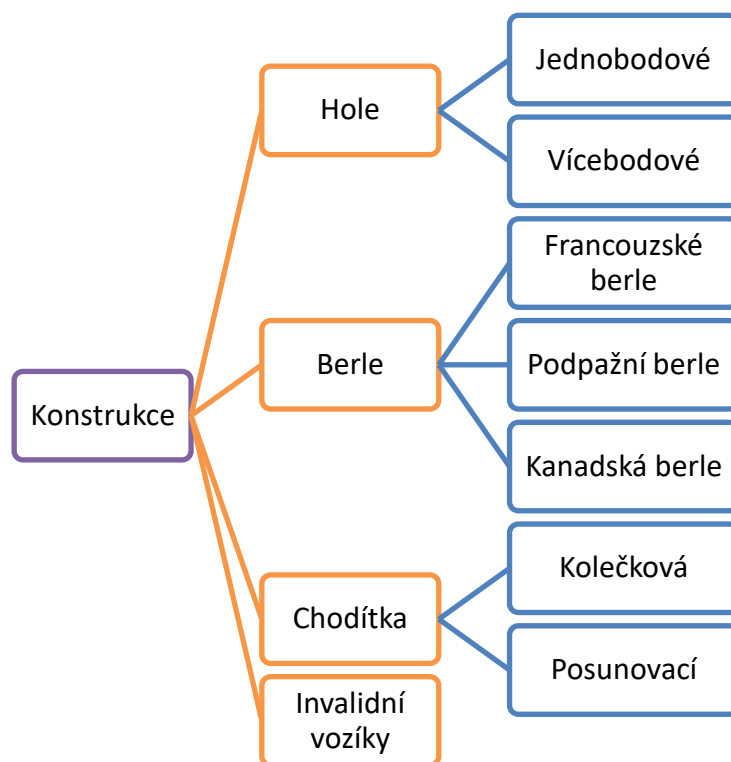 Konstrukce
Hole
Jednobodové
Vícebodové
Berle
Francouzské
berle
Podpažní berle
Kanadská berle
Chodítka
Kolečková
Posunovací
Invalidní
vozíky